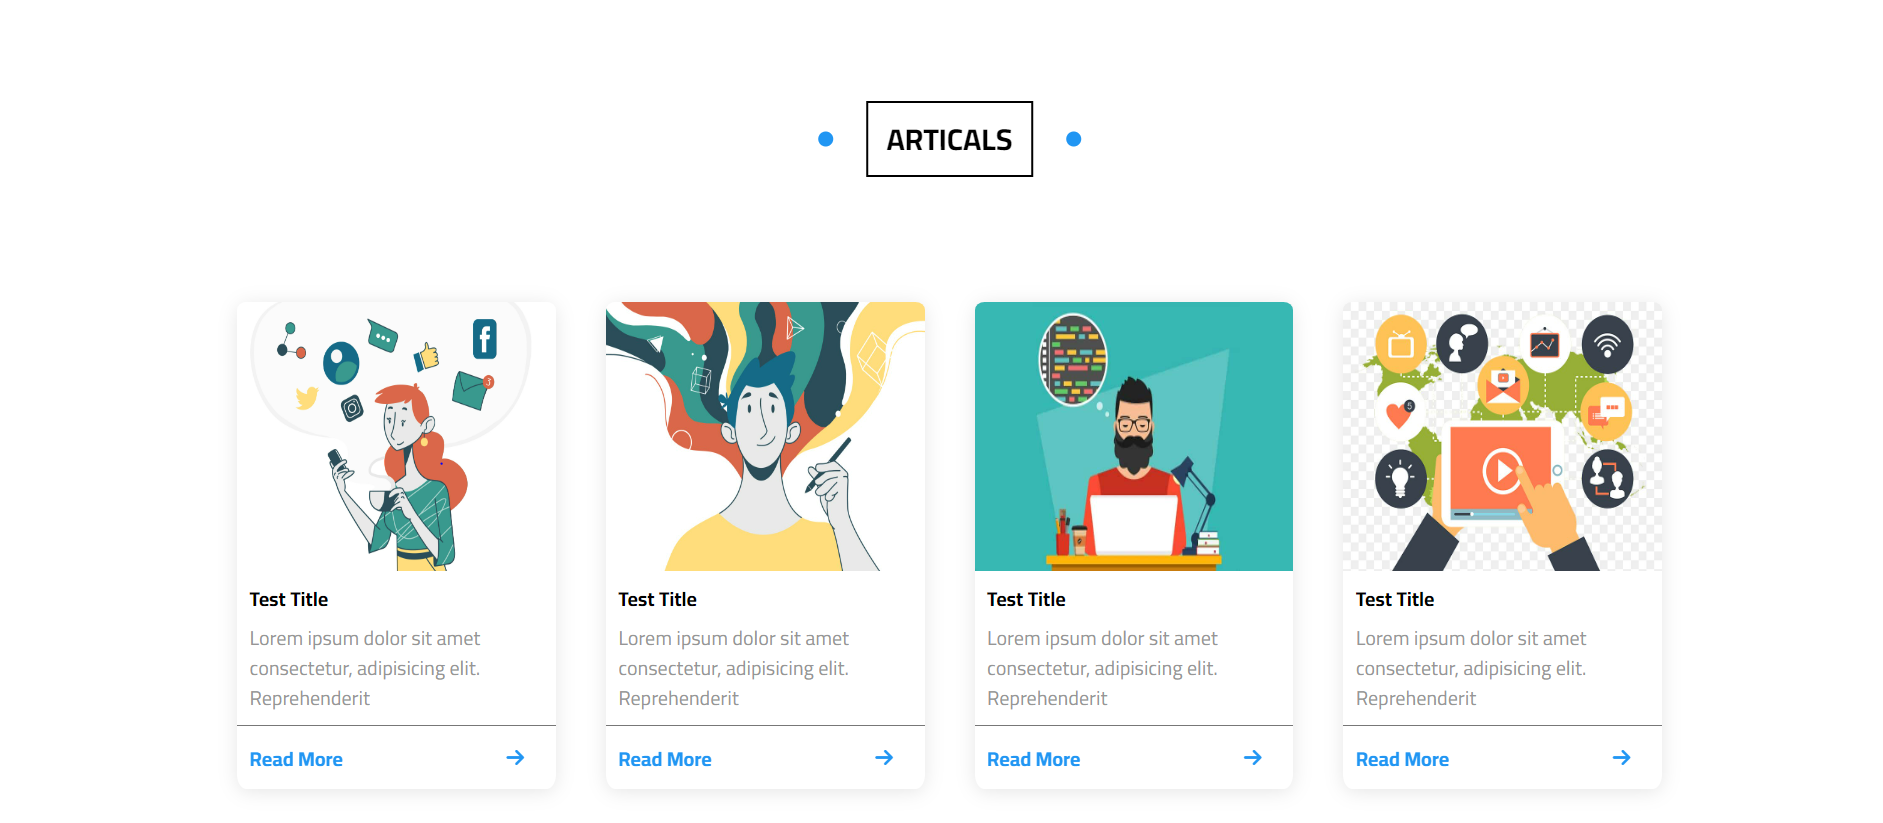 ARTICALS
3
5
Test Title
Lorem ipsum dolor sit amet
consectetur, adipisicing elit.
Reprehenderit
Read More
Test Title
Lorem ipsum dolor sit amet
consectetur, adipisicing elit.
Reprehenderit
Read More
Test Title
Lorem ipsum dolor sit amet
consectetur, adipisicing elit.
Reprehenderit
Read More
Test Title
Lorem ipsum dolor sit amet
consectetur, adipisicing elit.
Reprehenderit
Read More